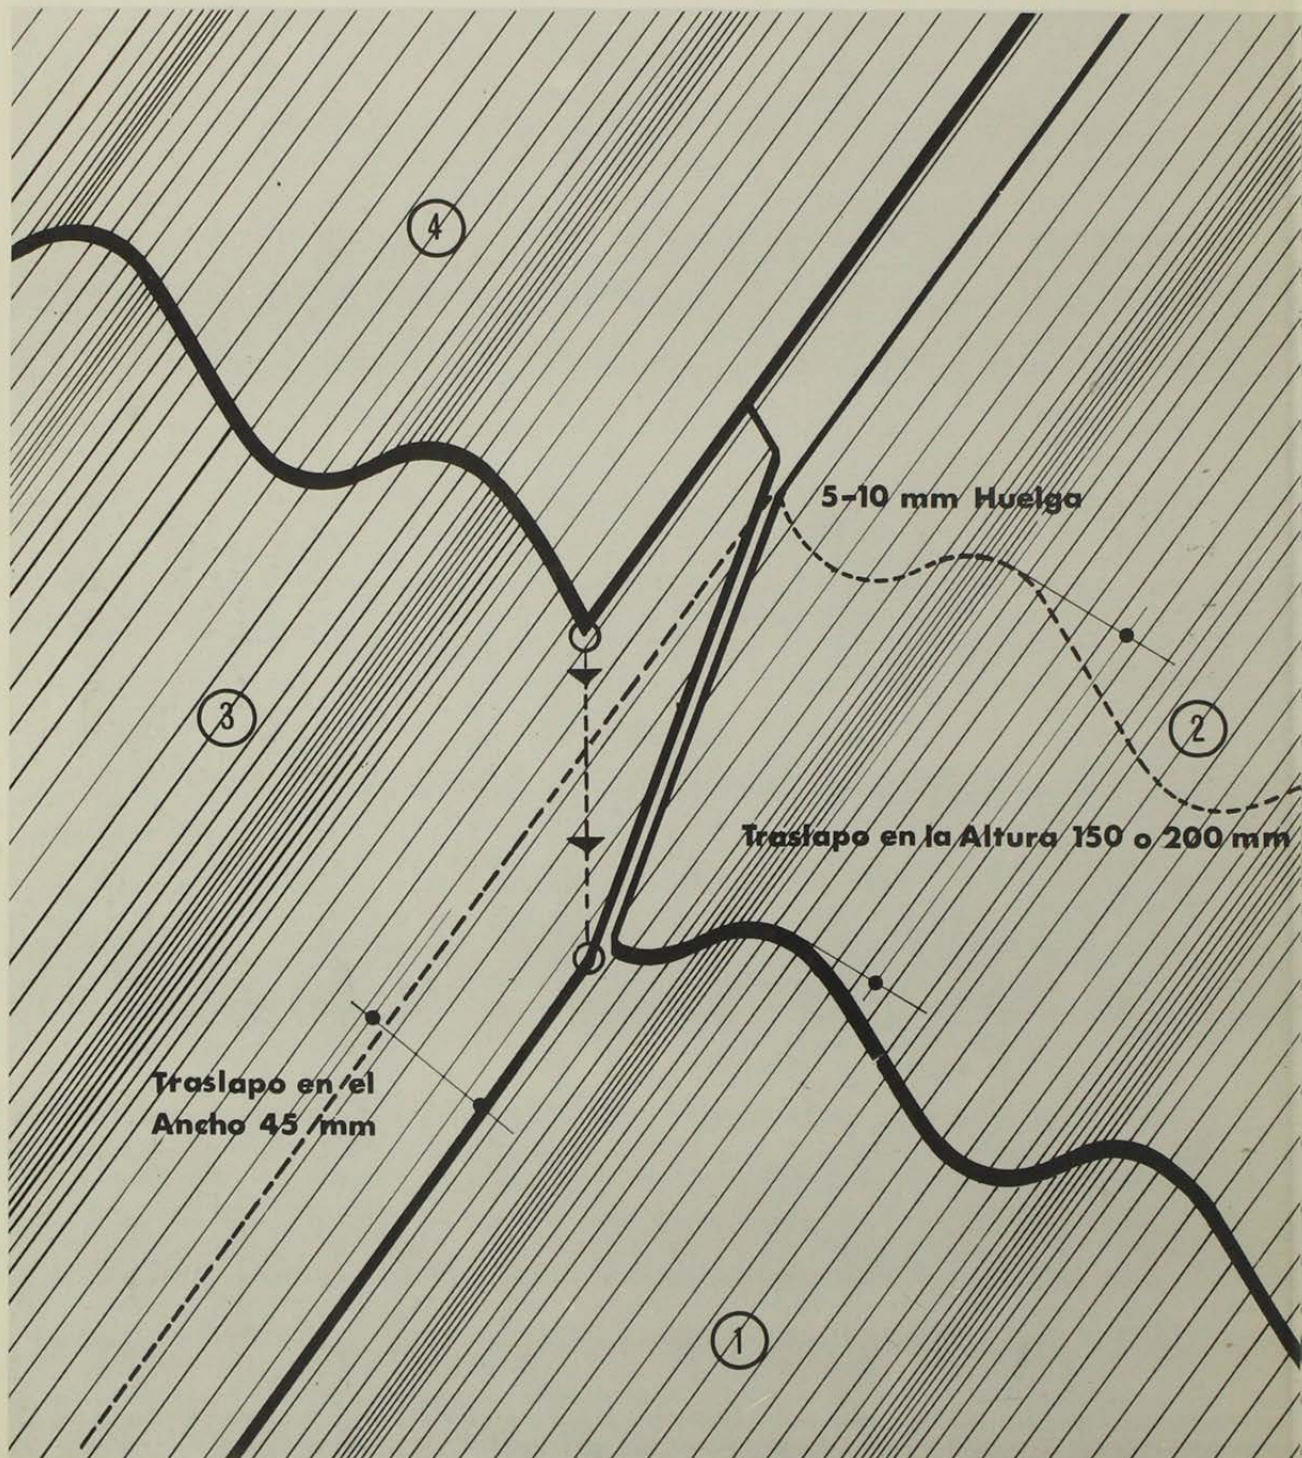 4
5-10 mm Huelga
3
2
Traslapo en la Altura 150 o 200 mm
Traslapo en el
Ancho 45 mm
1